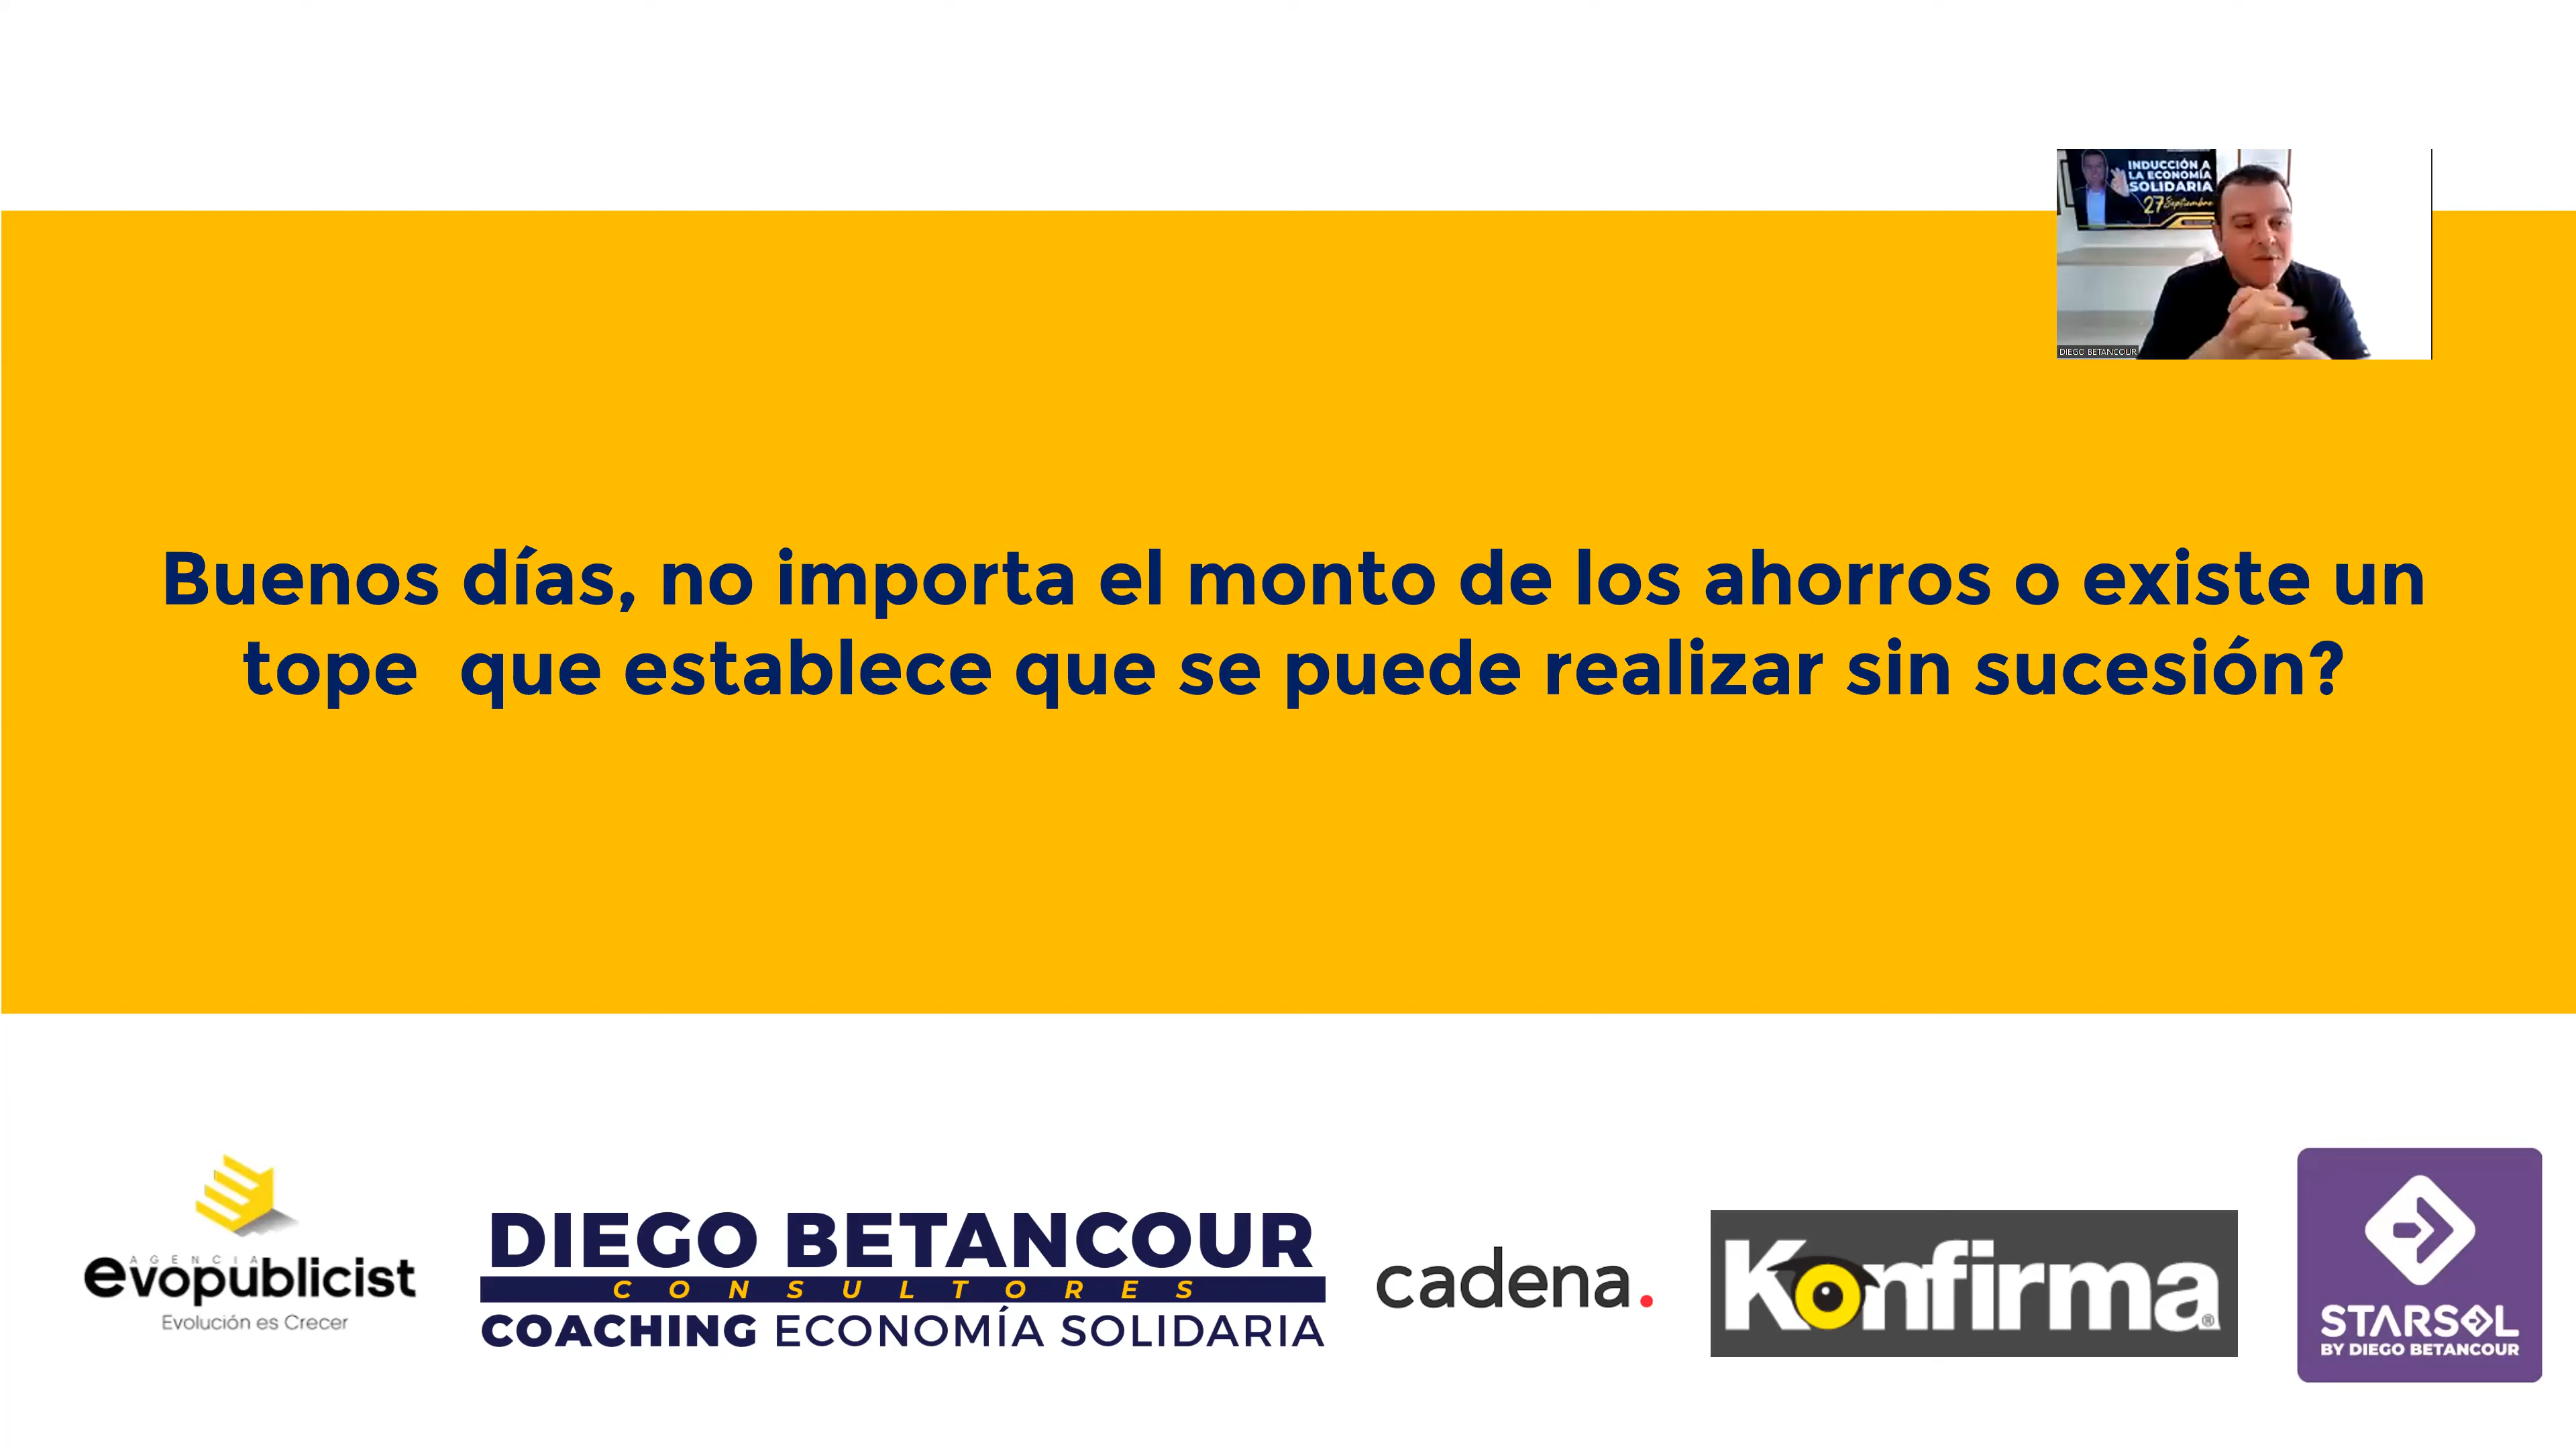 INDUCCIÓN A
LA ECONOMÍA
SOLIDARIA
27 Septiembre
DIEGO BETANCOUR
Buenos días, no importa el monto de los ahorros o existe un
tope  que establece que se puede realizar sin sucesión?
AGENCIA
evopublicist
Evolución es Crecer
DIEGO BETANCOUR
CONSULTORES
COACHING ECONOMÍA SOLIDARIA
cadena.
Konfirma®
STARSOL
BY DIEGO BETANCOUR